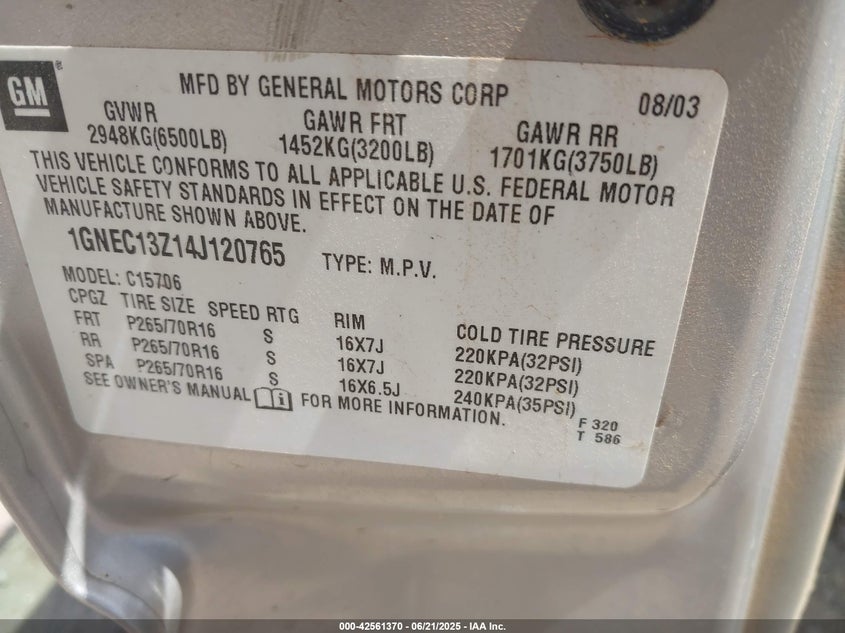 GM
MFD BY GENERAL MOTORS CORP 08/03
GVWR GAWR FRT GAWR RR
2948KG(6500LB) 1452KG(3200LB) 1701KG(3750LB)
THIS VEHICLE CONFORMS TO ALL APPLICABLE U.S. FEDERAL MOTOR
VEHICLE SAFETY STANDARDS IN EFFECT ON THE DATE OF
MANUFACTURE SHOWN ABOVE.
1GNEC13Z14J120765 TYPE: M.P.V.
MODEL: C15706
CPGZ TIRE SIZE SPEED RTG RIM COLD TIRE PRESSURE
FRT P265/70R16 S 16X7J 220KPA(32PSI)
RR P265/70R16 S 16X7J 220KPA(32PSI)
SPA P265/70R16 S 16X6.5J 240KPA(35PSI)
SEE OWNER'S MANUAL FOR MORE INFORMATION.
F 320
T 586
000-42561370 - 06/21/2025 - IAA Inc.